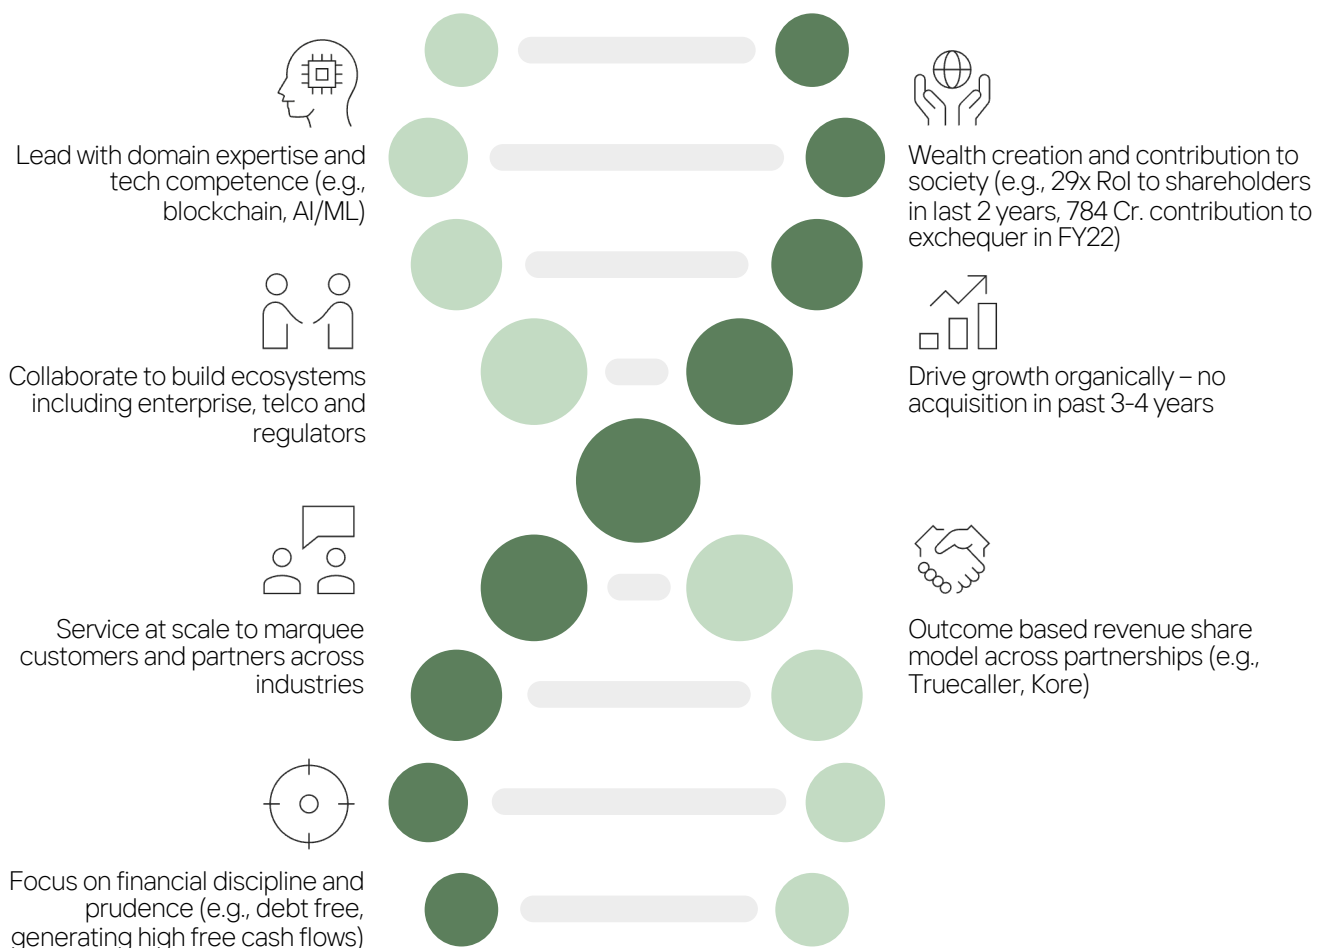 Lead with domain expertise and
tech competence (e.g.,
blockchain, AI/ML)
Collaborate to build ecosystems
including enterprise, telco and
regulators
Service at scale to marquee
customers and partners across
industries
Focus on financial discipline and
prudence (e.g., debt free,
generating high free cash flows)
Wealth creation and contribution to
society (e.g., 29x RoI to shareholders
in last 2 years, 784 Cr. contribution to
exchequer in FY22)
Drive growth organically – no
acquisition in past 3-4 years
Outcome based revenue share
model across partnerships (e.g.,
Truecaller, Kore)